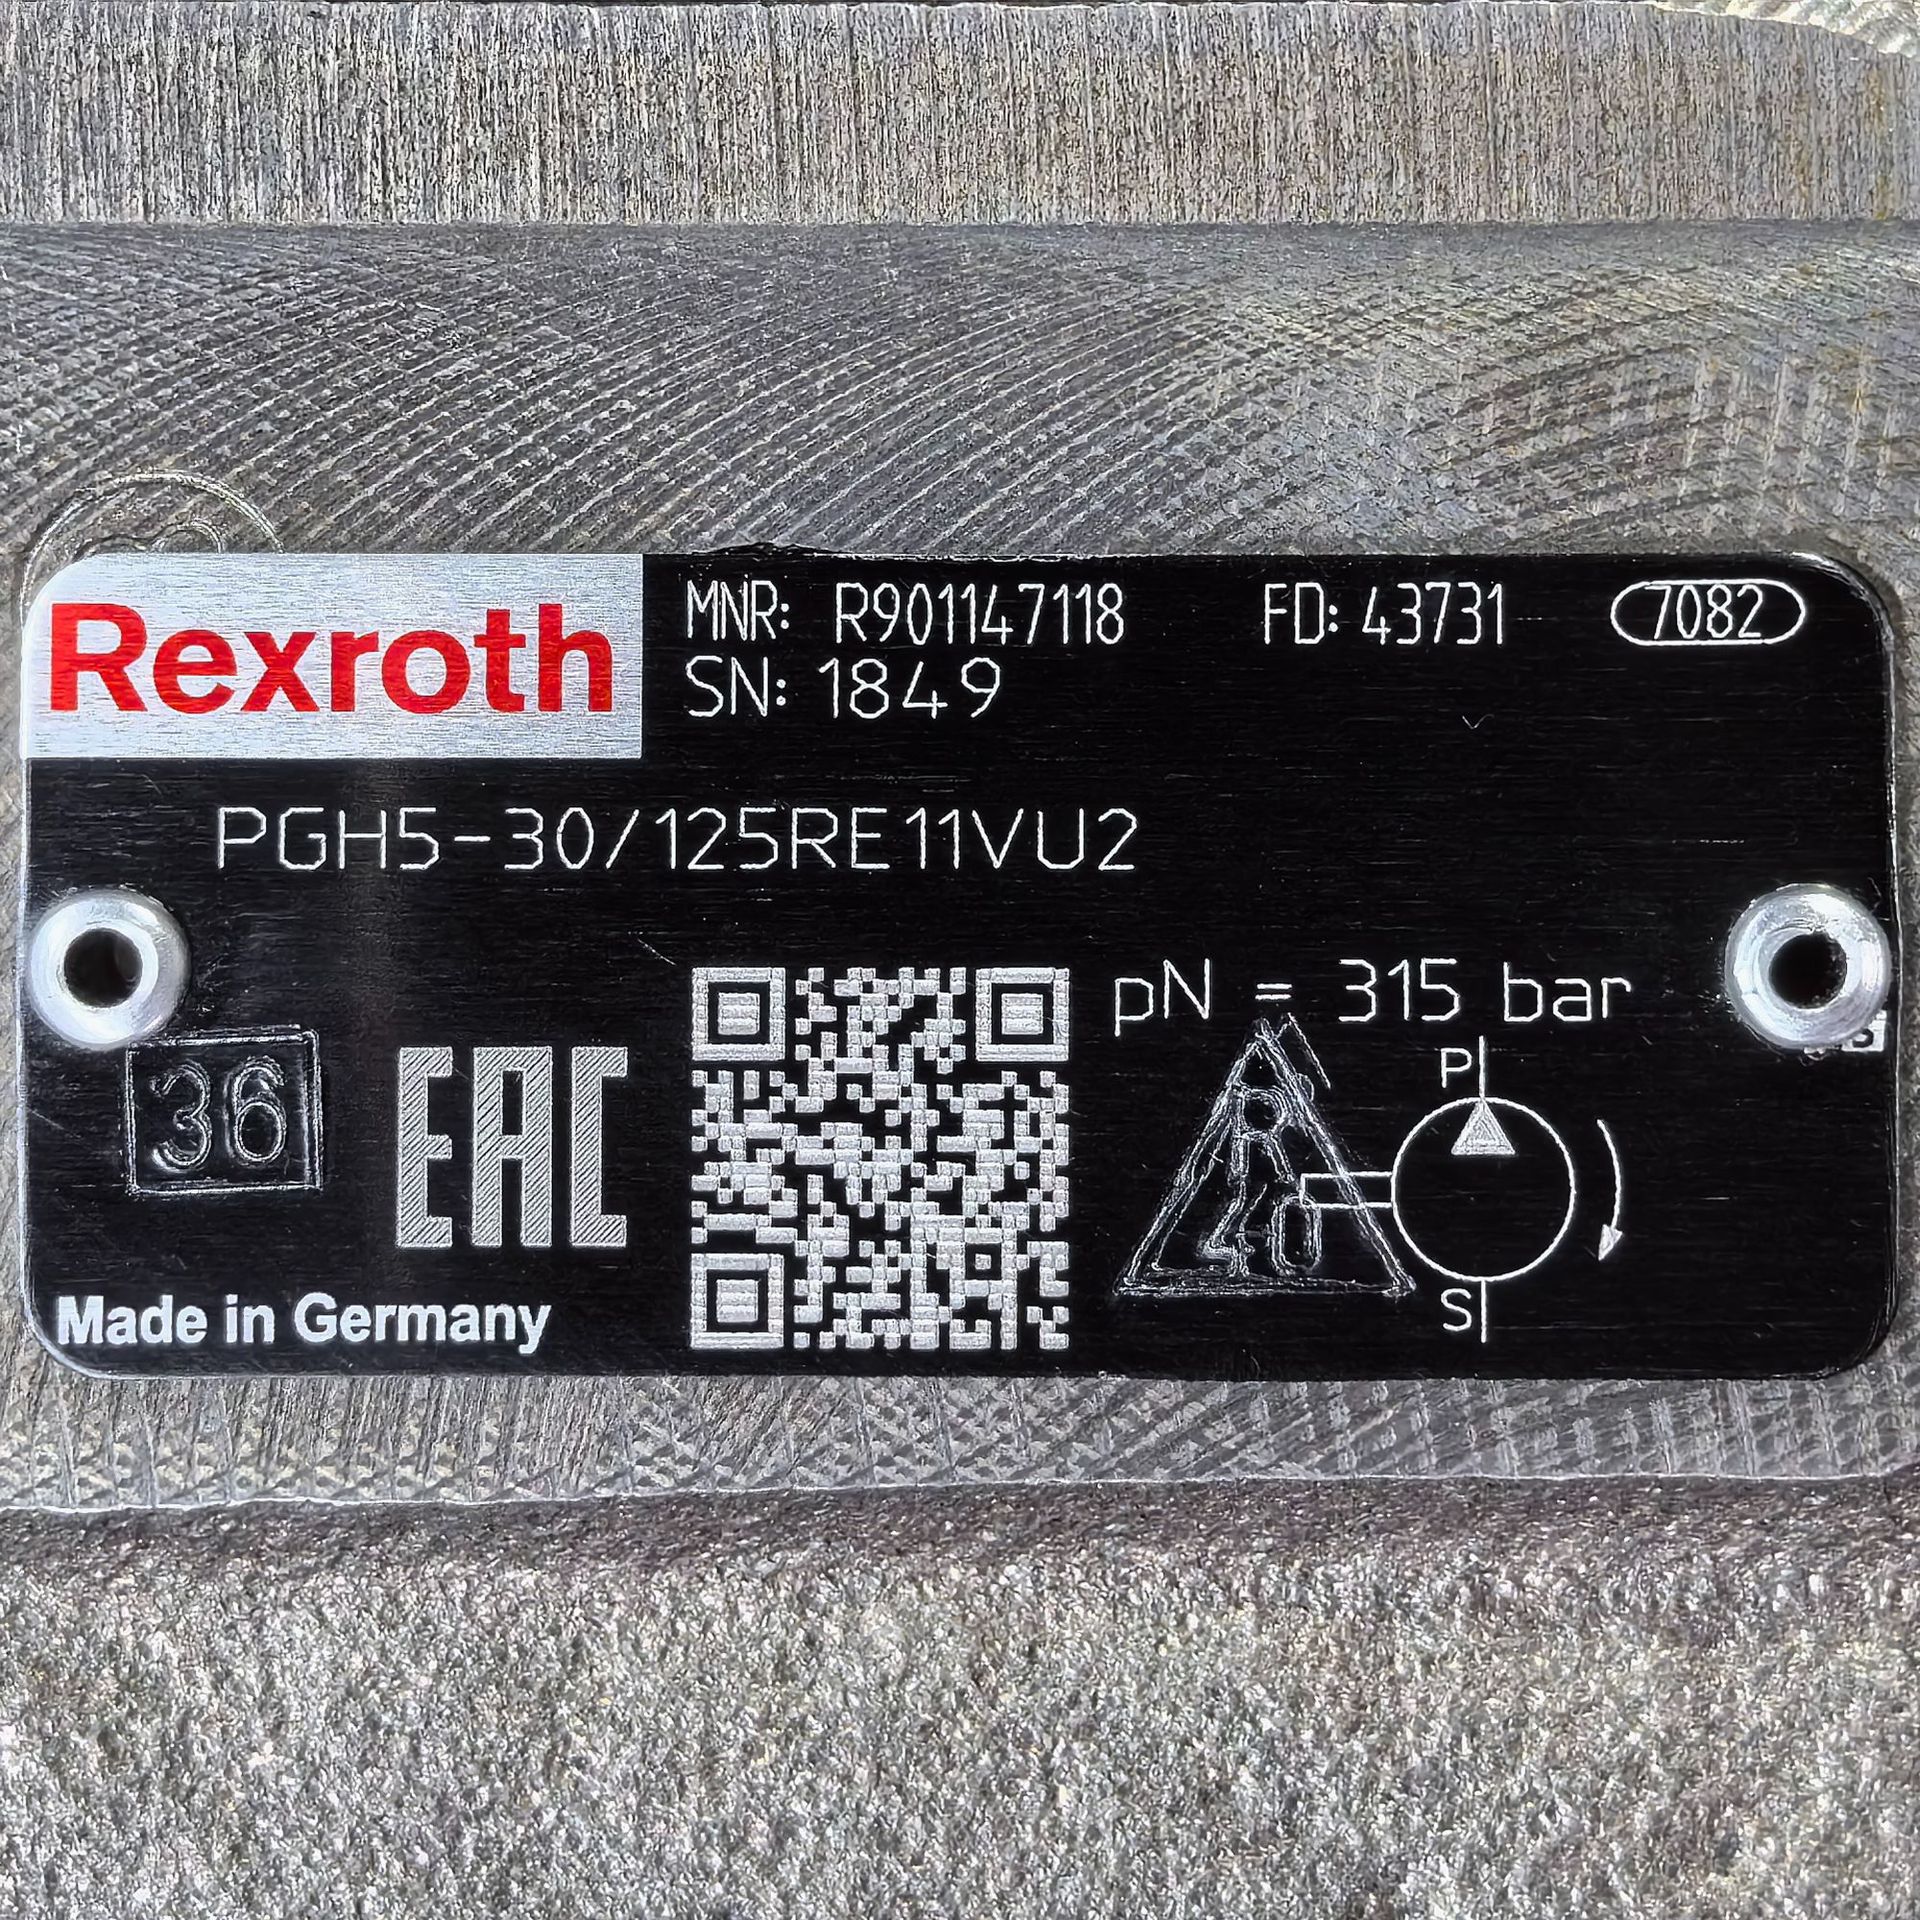 Rexroth
MNR: R901147118 FD: 43731 7082
SN: 1849
PGH5-30/125RE11VU2
pN = 315 bar
36
EAC
P
R
40
S
Made in Germany